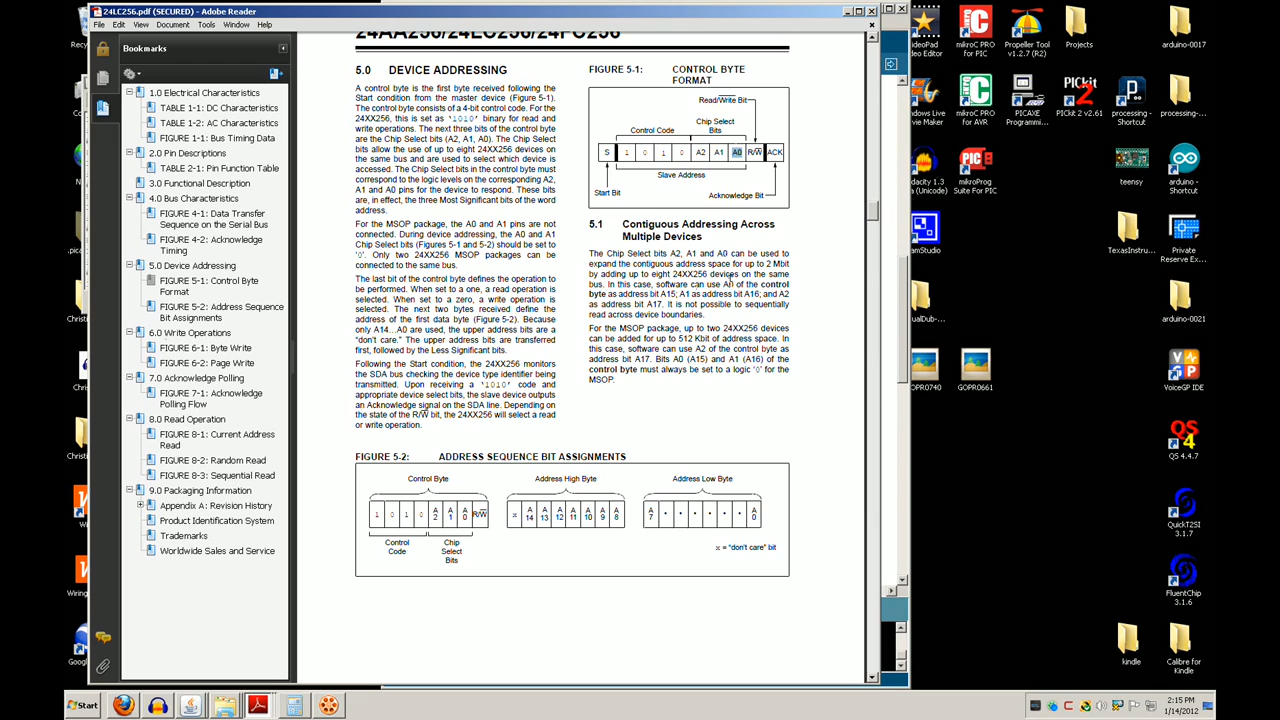 24LC256.pdf (SECURED) - Adobe Reader
File Edit View Document Tools Window Help
Bookmarks
1.0 Electrical Characteristics
TABLE 1-1: DC Characteristics
TABLE 1-2: AC Characteristics
FIGURE 1-1: Bus Timing Data
2.0 Pin Descriptions
TABLE 2-1: Pin Function Table
3.0 Functional Description
4.0 Bus Characteristics
FIGURE 4-1: Data Transfer
Sequence on the Serial Bus
FIGURE 4-2: Acknowledge
Timing
5.0 Device Addressing
FIGURE 5-1: Control Byte
Format
FIGURE 5-2: Address Sequence
Bit Assignments
6.0 Write Operations
FIGURE 6-1: Byte Write
FIGURE 6-2: Page Write
7.0 Acknowledge Polling
FIGURE 7-1: Acknowledge
Polling Flow
8.0 Read Operation
FIGURE 8-1: Current Address
Read
FIGURE 8-2: Random Read
FIGURE 8-3: Sequential Read
9.0 Packaging Information
Appendix A: Revision History
Product Identification System
Trademarks
Worldwide Sales and Service
24AA256/24LC256/24FC256
5.0 DEVICE ADDRESSING
A control byte is the first byte received following the
Start condition from the master device (Figure 5-1).
The control byte consists of a 4-bit control code. For the
24XX256, this is set as '1010' binary for read and
write operations. The next three bits of the control byte
are the Chip Select bits (A2, A1, A0). The Chip Select
bits allow the use of up to eight 24XX256 devices on
the same bus and are used to select which device is
accessed. The Chip Select bits in the control byte must
correspond to the logic levels on the corresponding A2,
A1 and A0 pins for the device to respond. These bits
are, in effect, the three Most Significant bits of the word
address.
For the MSOP package, the A0 and A1 pins are not
connected. During device addressing, the A0 and A1
Chip Select bits (Figures 5-1 and 5-2) should be set to
'0'. Only two 24XX256 MSOP packages can be
connected to the same bus.
The last bit of the control byte defines the operation to
be performed. When set to a one, a read operation is
selected. When set to a zero, a write operation is
selected. The next two bytes received define the
address of the first data byte (Figure 5-2). Because
only A14...A0 are used, the upper address bits are a
"don't care." The upper address bits are transferred
first, followed by the Less Significant bits.
Following the Start condition, the 24XX256 monitors
the SDA bus checking the device type identifier being
transmitted. Upon receiving a '1010' code and
appropriate device select bits, the slave device outputs
an Acknowledge signal on the SDA line. Depending on
the state of the R/W bit, the 24XX256 will select a read
or write operation.
FIGURE 5-1: CONTROL BYTE
FORMAT
Read/Write Bit
Chip Select
Control Code Bits
S 1 0 1 0 A2 A1 A0 R/W ACK
Slave Address
Start Bit
Acknowledge Bit
5.1 Contiguous Addressing Across
Multiple Devices
The Chip Select bits A2, A1 and A0 can be used to
expand the contiguous address space for up to 2 Mbit
by adding up to eight 24XX256 devices on the same
bus. In this case, software can use A0 of the control
byte as address bit A15; A1 as address bit A16; and A2
as address bit A17. It is not possible to sequentially
read across device boundaries.
For the MSOP package, up to two 24XX256 devices
can be added for up to 512 Kbit of address space. In
this case, software can use A2 of the control byte as
address bit A17. Bits A0 (A15) and A1 (A16) of the
control byte must always be set to a logic '0' for the
MSOP.
FIGURE 5-2: ADDRESS SEQUENCE BIT ASSIGNMENTS
Control Byte Address High Byte Address Low Byte
1 0 1 0 A2 A1 A0 R/W x A14 A13 A12 A11 A10 A9 A8 A7 • • • • • • A0
Control
Code
Chip
Select
Bits
x = "don't care" bit
mikroC PRO
for PIC
Propeller Tool
v1.2.7 (R2)
Projects
arduino-0017
mikroC PRO
for AVR
PICAXE
Programmi...
PICkit 2 v2.61
processing -
Shortcut
processing-...
mikroProg
Suite For PIC
teensy
arduino -
Shortcut
TexasInstrum...
Private
Reserve Ex...
arduino-0021
GOPR0740
GOPR0661
VoiceGP IDE
QS 4.4.7
QuickT2SI
3.1.7
FluentChip
3.1.6
kindle
Calibre for
Kindle
Start
2:15 PM
1/14/2012